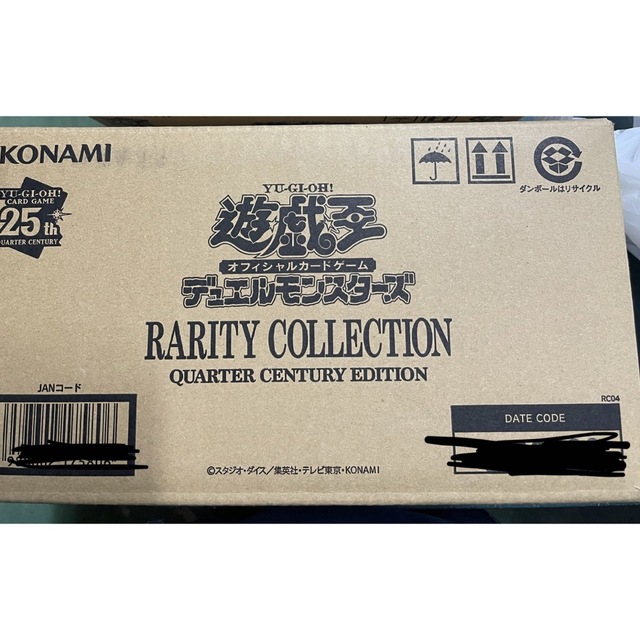 KONAMI
YU-GI-OH!
CARD GAME
25th
QUARTER CENTURY
YU-GI-OH!
遊戯王
オフィシャルカードゲーム
デュエルモンスターズ
ダンボールはリサイクル
RARITY COLLECTION
QUARTER CENTURY EDITION
JANコード
RC04
DATE CODE
©スタジオ・ダイス/集英社・テレビ東京・KONAMI